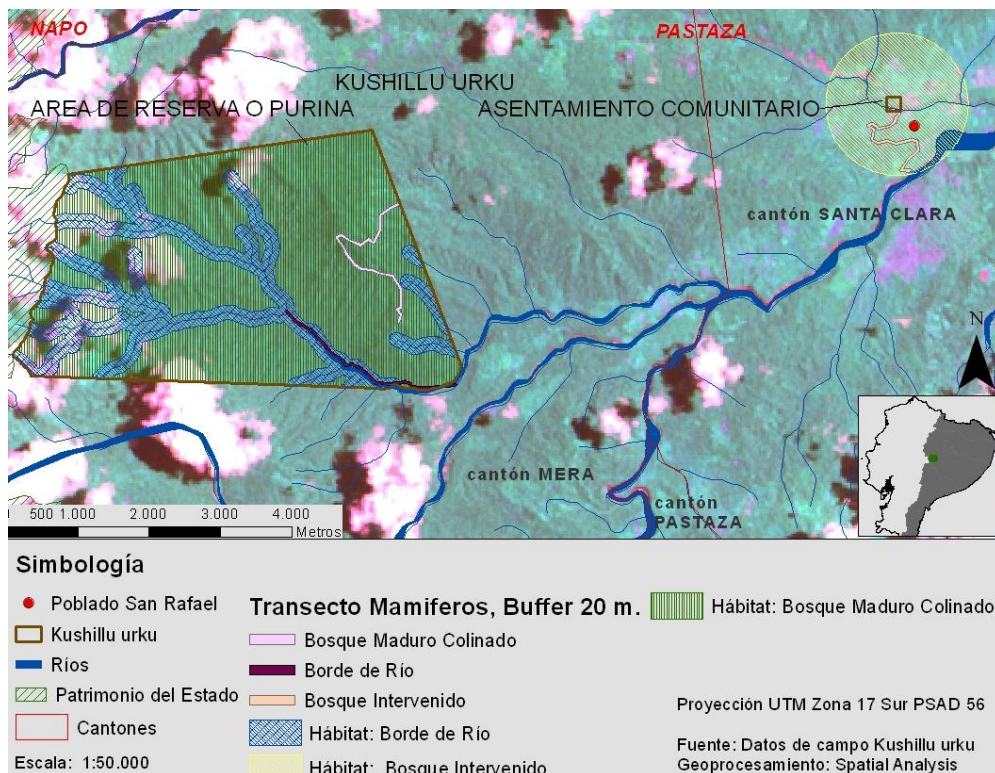 NAPO
PASTAZA
KUSHILLU URKU
AREA DE RESERVA O PURINA
ASENTAMIENTO COMUNITARIO
cantón SANTA CLARA
N
cantón MERA
cantón
PASTAZA
500 1.000 2.000 3.000 4.000
Metros
Simbología
Poblado San Rafael
Kushillu urku
Ríos
Patrimonio del Estado
Cantones
Escala: 1:50.000
Transecto Mamiferos, Buffer 20 m.
Bosque Maduro Colinado
Borde de Río
Bosque Intervenido
Hábitat: Borde de Río
Hábitat: Bosque Intervenido
Hábitat: Bosque Maduro Colinado
Proyección UTM Zona 17 Sur PSAD 56
Fuente: Datos de campo Kushillu urku
Geoprocesamiento: Spatial Analysis